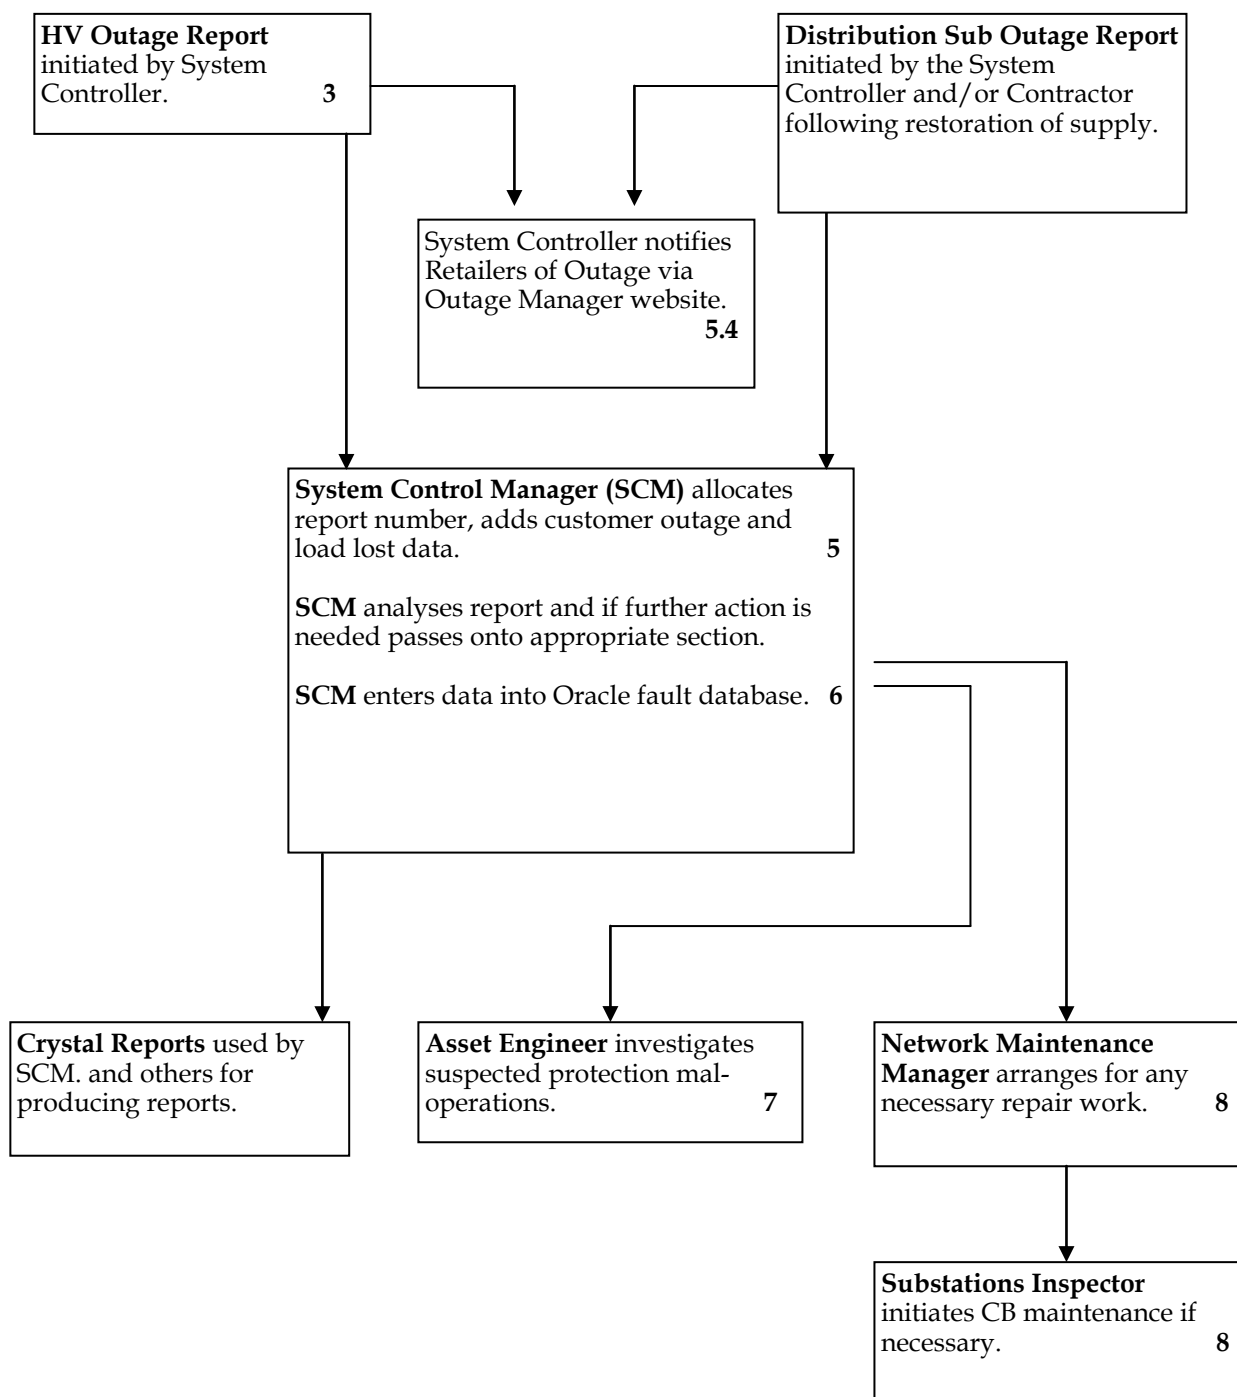 HV Outage Report
initiated by System
Controller. 3
Distribution Sub Outage Report
initiated by the System
Controller and/or Contractor
following restoration of supply.
System Controller notifies
Retailers of Outage via
Outage Manager website.
5.4
System Control Manager (SCM) allocates
report number, adds customer outage and
load lost data. 5
SCM analyses report and if further action is
needed passes onto appropriate section.
SCM enters data into Oracle fault database. 6
Crystal Reports used by
SCM. and others for
producing reports.
Asset Engineer investigates
suspected protection mal-
operations. 7
Network Maintenance
Manager arranges for any
necessary repair work. 8
Substations Inspector
initiates CB maintenance if
necessary. 8